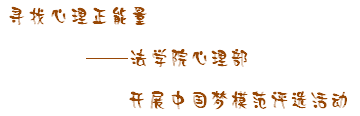 寻找心理正能量
——法学院心理部
开展中国梦模范评选活动